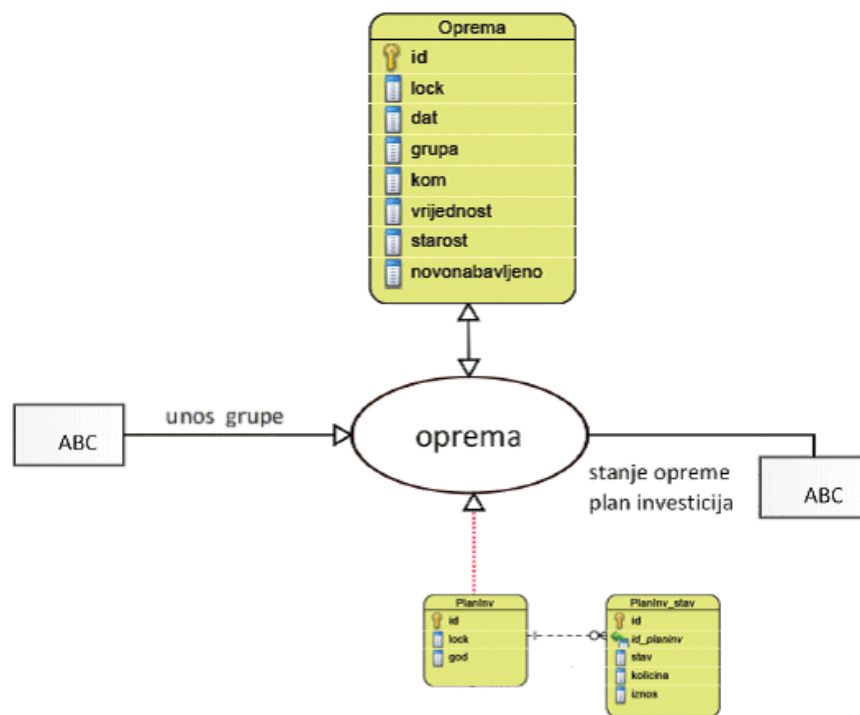 Oprema
id
lock
dat
grupa
kom
vrijednost
starost
novonabavljeno
unos grupe
ABC
oprema
stanje opreme
plan investicija
ABC
PlanInv
id
lock
god
PlanInv_stav
id
id_planinv
stav
kolicina
iznos